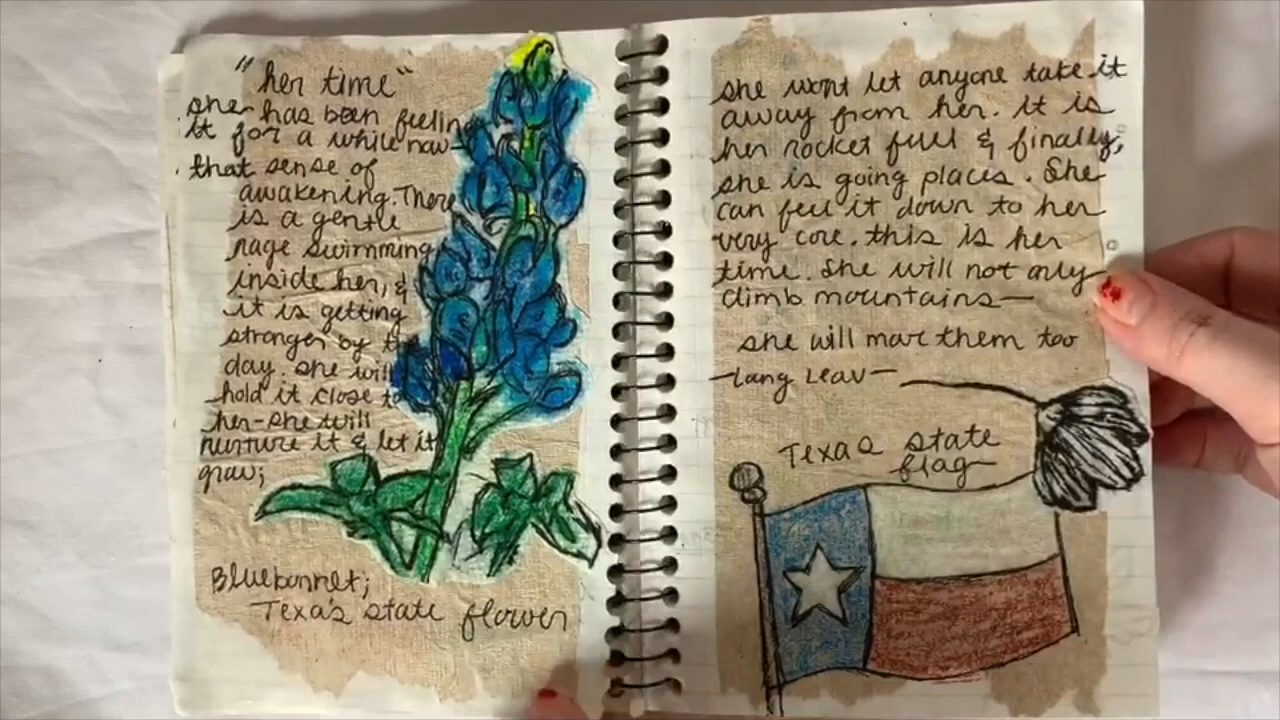 "her time"
she has been feelin
it for a while now-
that sense of
awakening. There
is a gentle
rage swimming
inside her, &
it is getting
stronger by th
day. she will
hold it close to
her-she will
nurture it & let it
grow;
Bluebonnet;
Texa's state flower
she wont let anyone take it
away from her. it is
her rocket fuel & finally,
she is going places. She
can feel it down to her
very core. this is her
time. She will not only
climb mountains—
she will move them too
-Lang Leav-
Texas state
flag